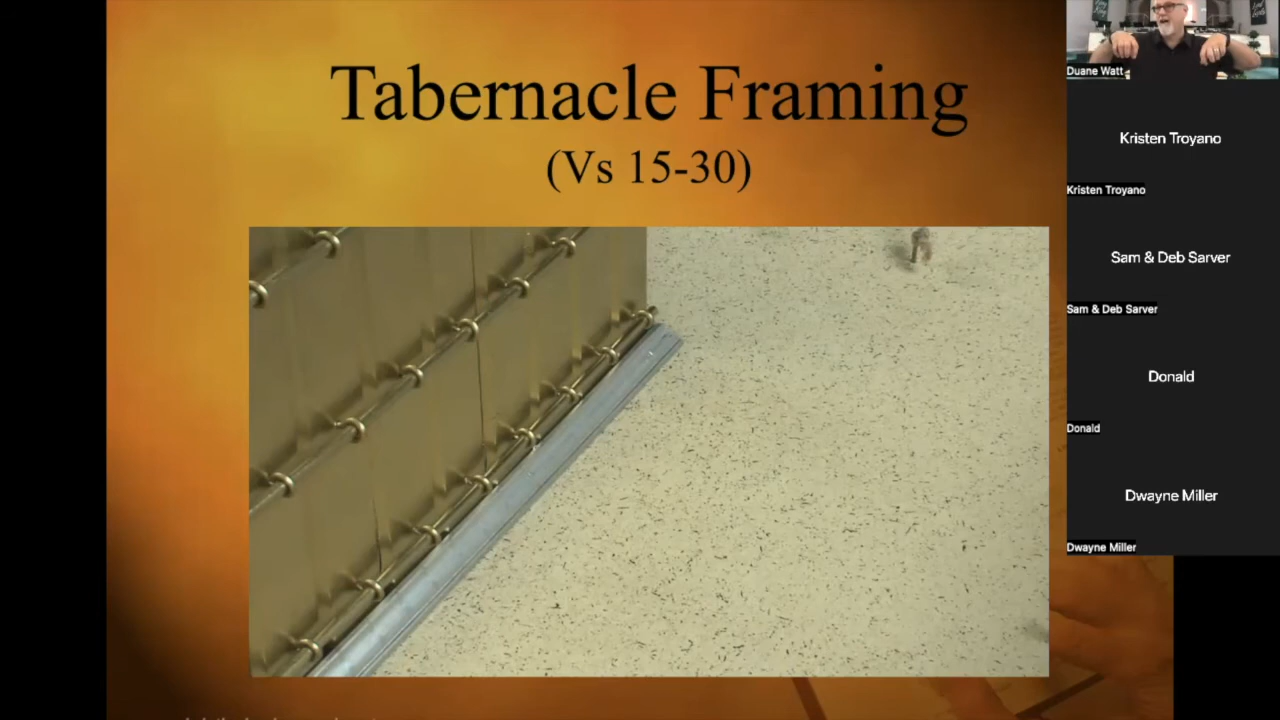 Tabernacle Framing
(Vs 15-30)
Duane Watt
Kristen Troyano
Kristen Troyano
Sam & Deb Sarver
Sam & Deb Sarver
Donald
Donald
Dwayne Miller
Dwayne Miller